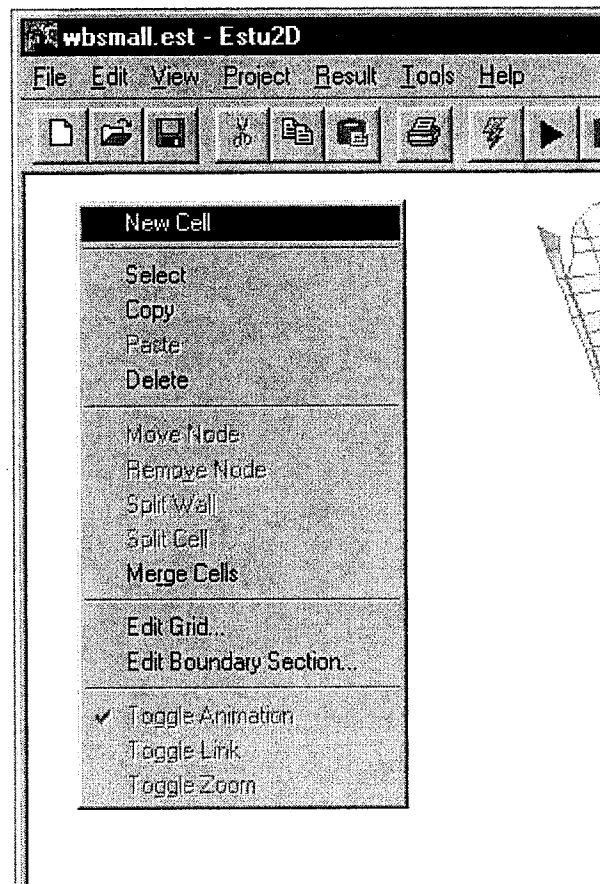 wbsmall.est - Estu2D
File Edit View Project Result Tools Help
New Cell
Select
Copy
Paste
Delete
Move Node
Remove Node
Split Wall
Split Cell
Merge Cells
Edit Grid...
Edit Boundary Section...
Toggle Animation
Toggle Link
Toggle Zoom